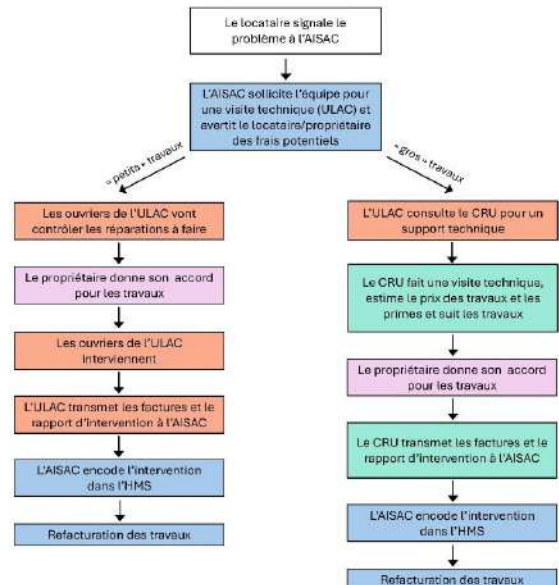 Le locataire signale le
problème à l'AISAC
L'AISAC sollicite l'équipe pour
une visite technique (ULAC) et
avertit le locataire/propriétaire
des frais potentiels
« petits » travaux
« gros » travaux
Les ouvriers de l'ULAC vont
contrôler les réparations à faire
Le propriétaire donne son accord
pour les travaux
Les ouvriers de l'ULAC
interviennent
L'ULAC transmet les factures et le
rapport d'intervention à l'AISAC
L'AISAC encode l'intervention
dans l'HMS
Refacturation des travaux
L'ULAC consulte le CRU pour un
support technique
Le CRU fait une visite technique,
estime le prix des travaux et les
primes et suit les travaux
Le propriétaire donne son accord
pour les travaux
Le CRU transmet les factures et le
rapport d'intervention à l'AISAC
L'AISAC encode l'intervention
dans l'HMS
Refacturation des travaux